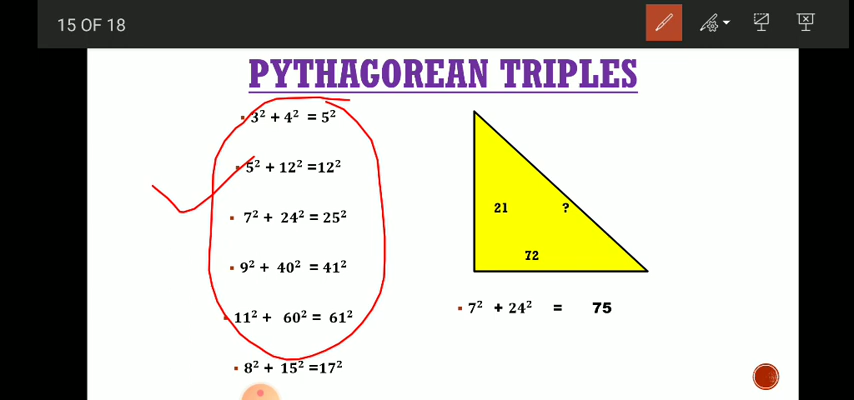 15 OF 18
PYTHAGOREAN TRIPLES
▪ 3² + 4² = 5²
▪ 5² + 12² =12²
▪ 7² + 24² = 25²
▪ 9² + 40² = 41²
▪ 11² + 60² = 61²
▪ 8² + 15² =17²
21
?
72
▪ 7² + 24² = 75